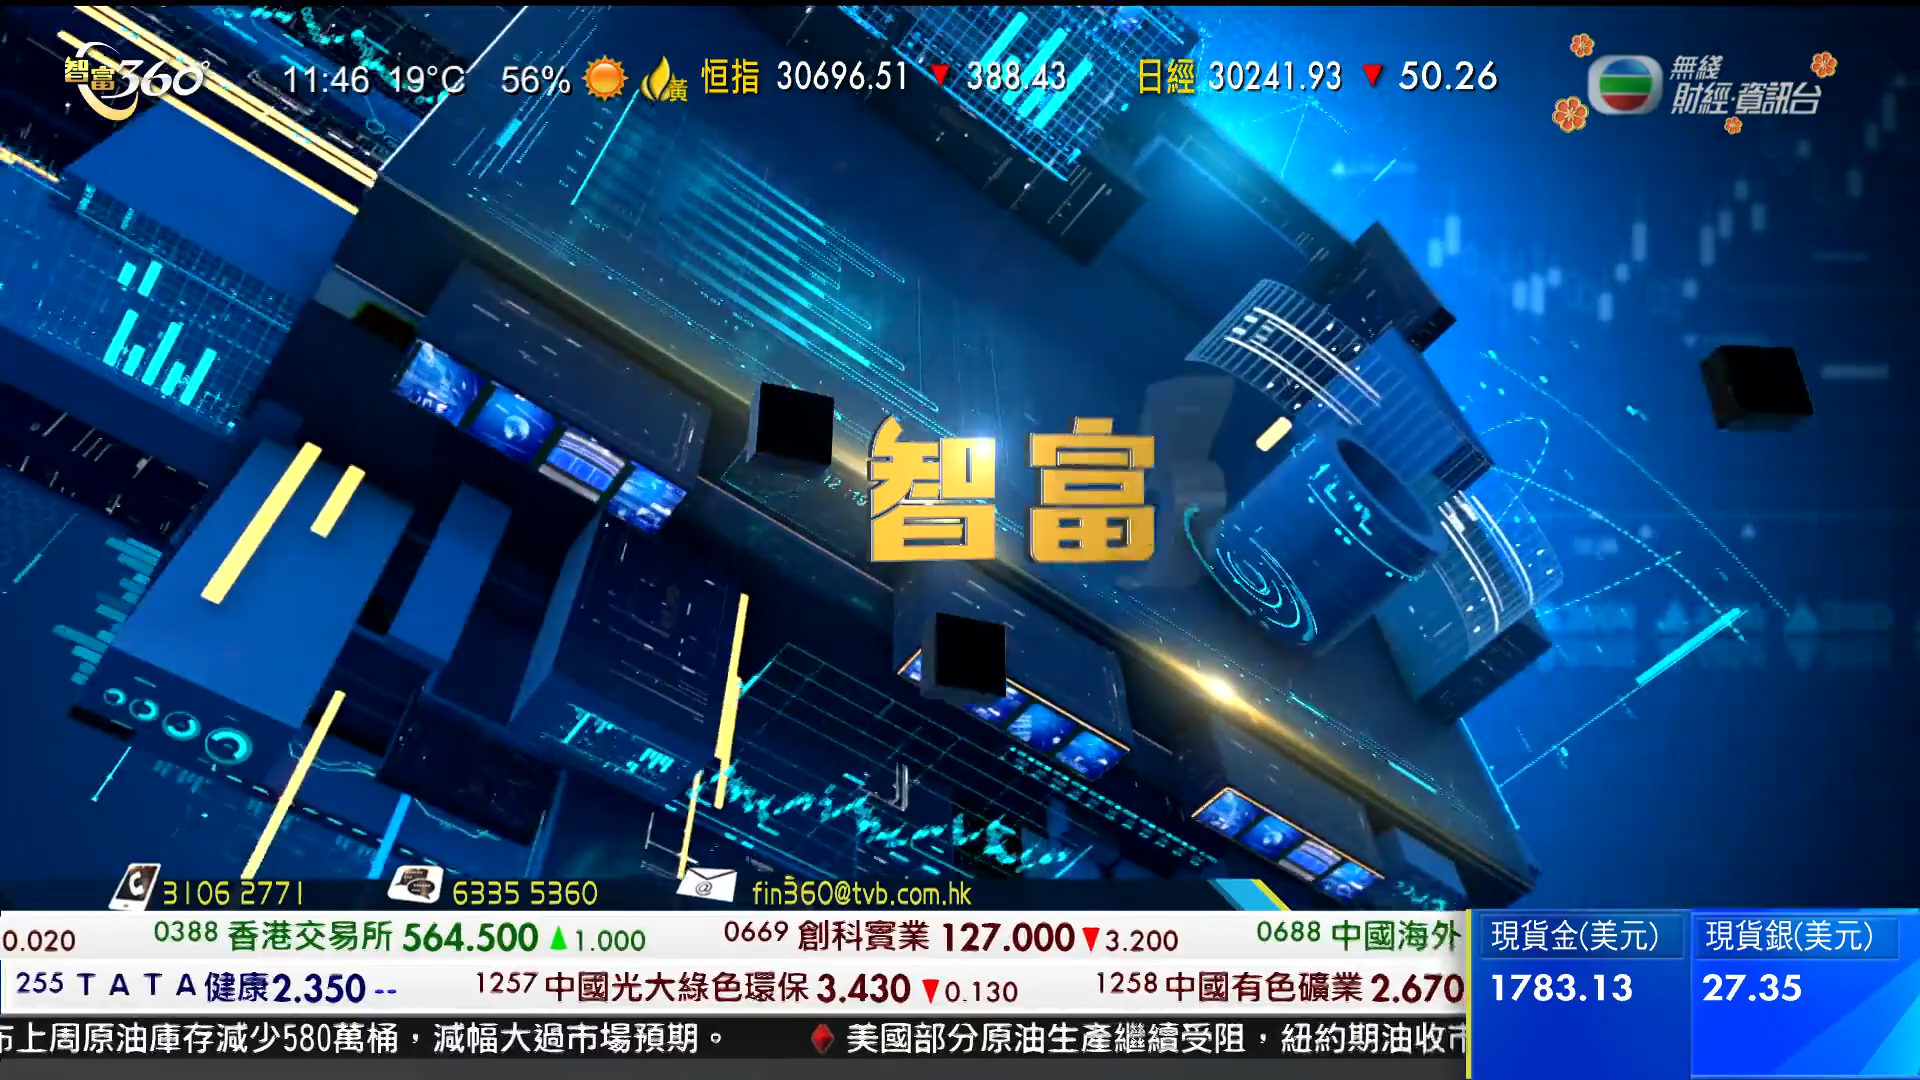 智富360° 11:46 19°C 56% 黃 恒指 30696.51 ▼ 388.43 日經 30241.93 ▼ 50.26
無綫
財經·資訊台
智富
3106 2771 6335 5360 fin360@tvb.com.hk
0.020 0388 香港交易所 564.500 ▲1.000 0669 創科實業 127.000 ▼3.200 0688 中國海外
255 TATA健康 2.350 -- 1257 中國光大綠色環保 3.430 ▼0.130 1258 中國有色礦業 2.670
市上周原油庫存減少580萬桶，減幅大過市場預期。 ♦ 美國部分原油生產繼續受阻，紐約期油收市
現貨金(美元) 現貨銀(美元)
1783.13 27.35